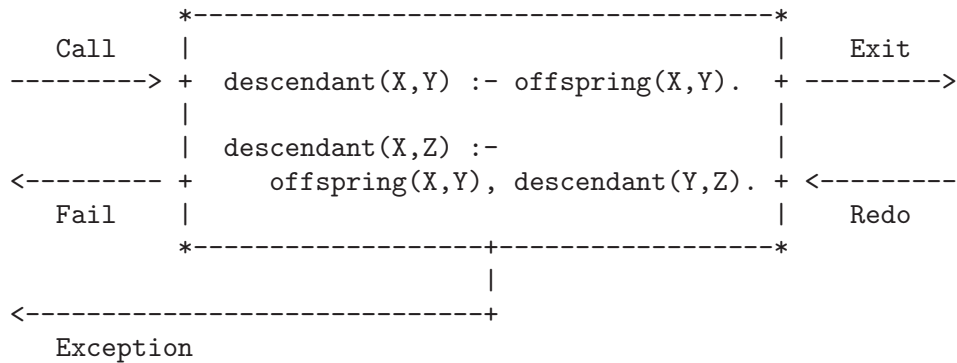 *--------------------------------------*
Call | | Exit
---------> + descendant(X,Y) :- offspring(X,Y). + --------->
| |
| descendant(X,Z) :- |
<--------- + offspring(X,Y), descendant(Y,Z). + <---------
Fail | | Redo
*-------------------+------------------*
|
<------------------------------+
Exception